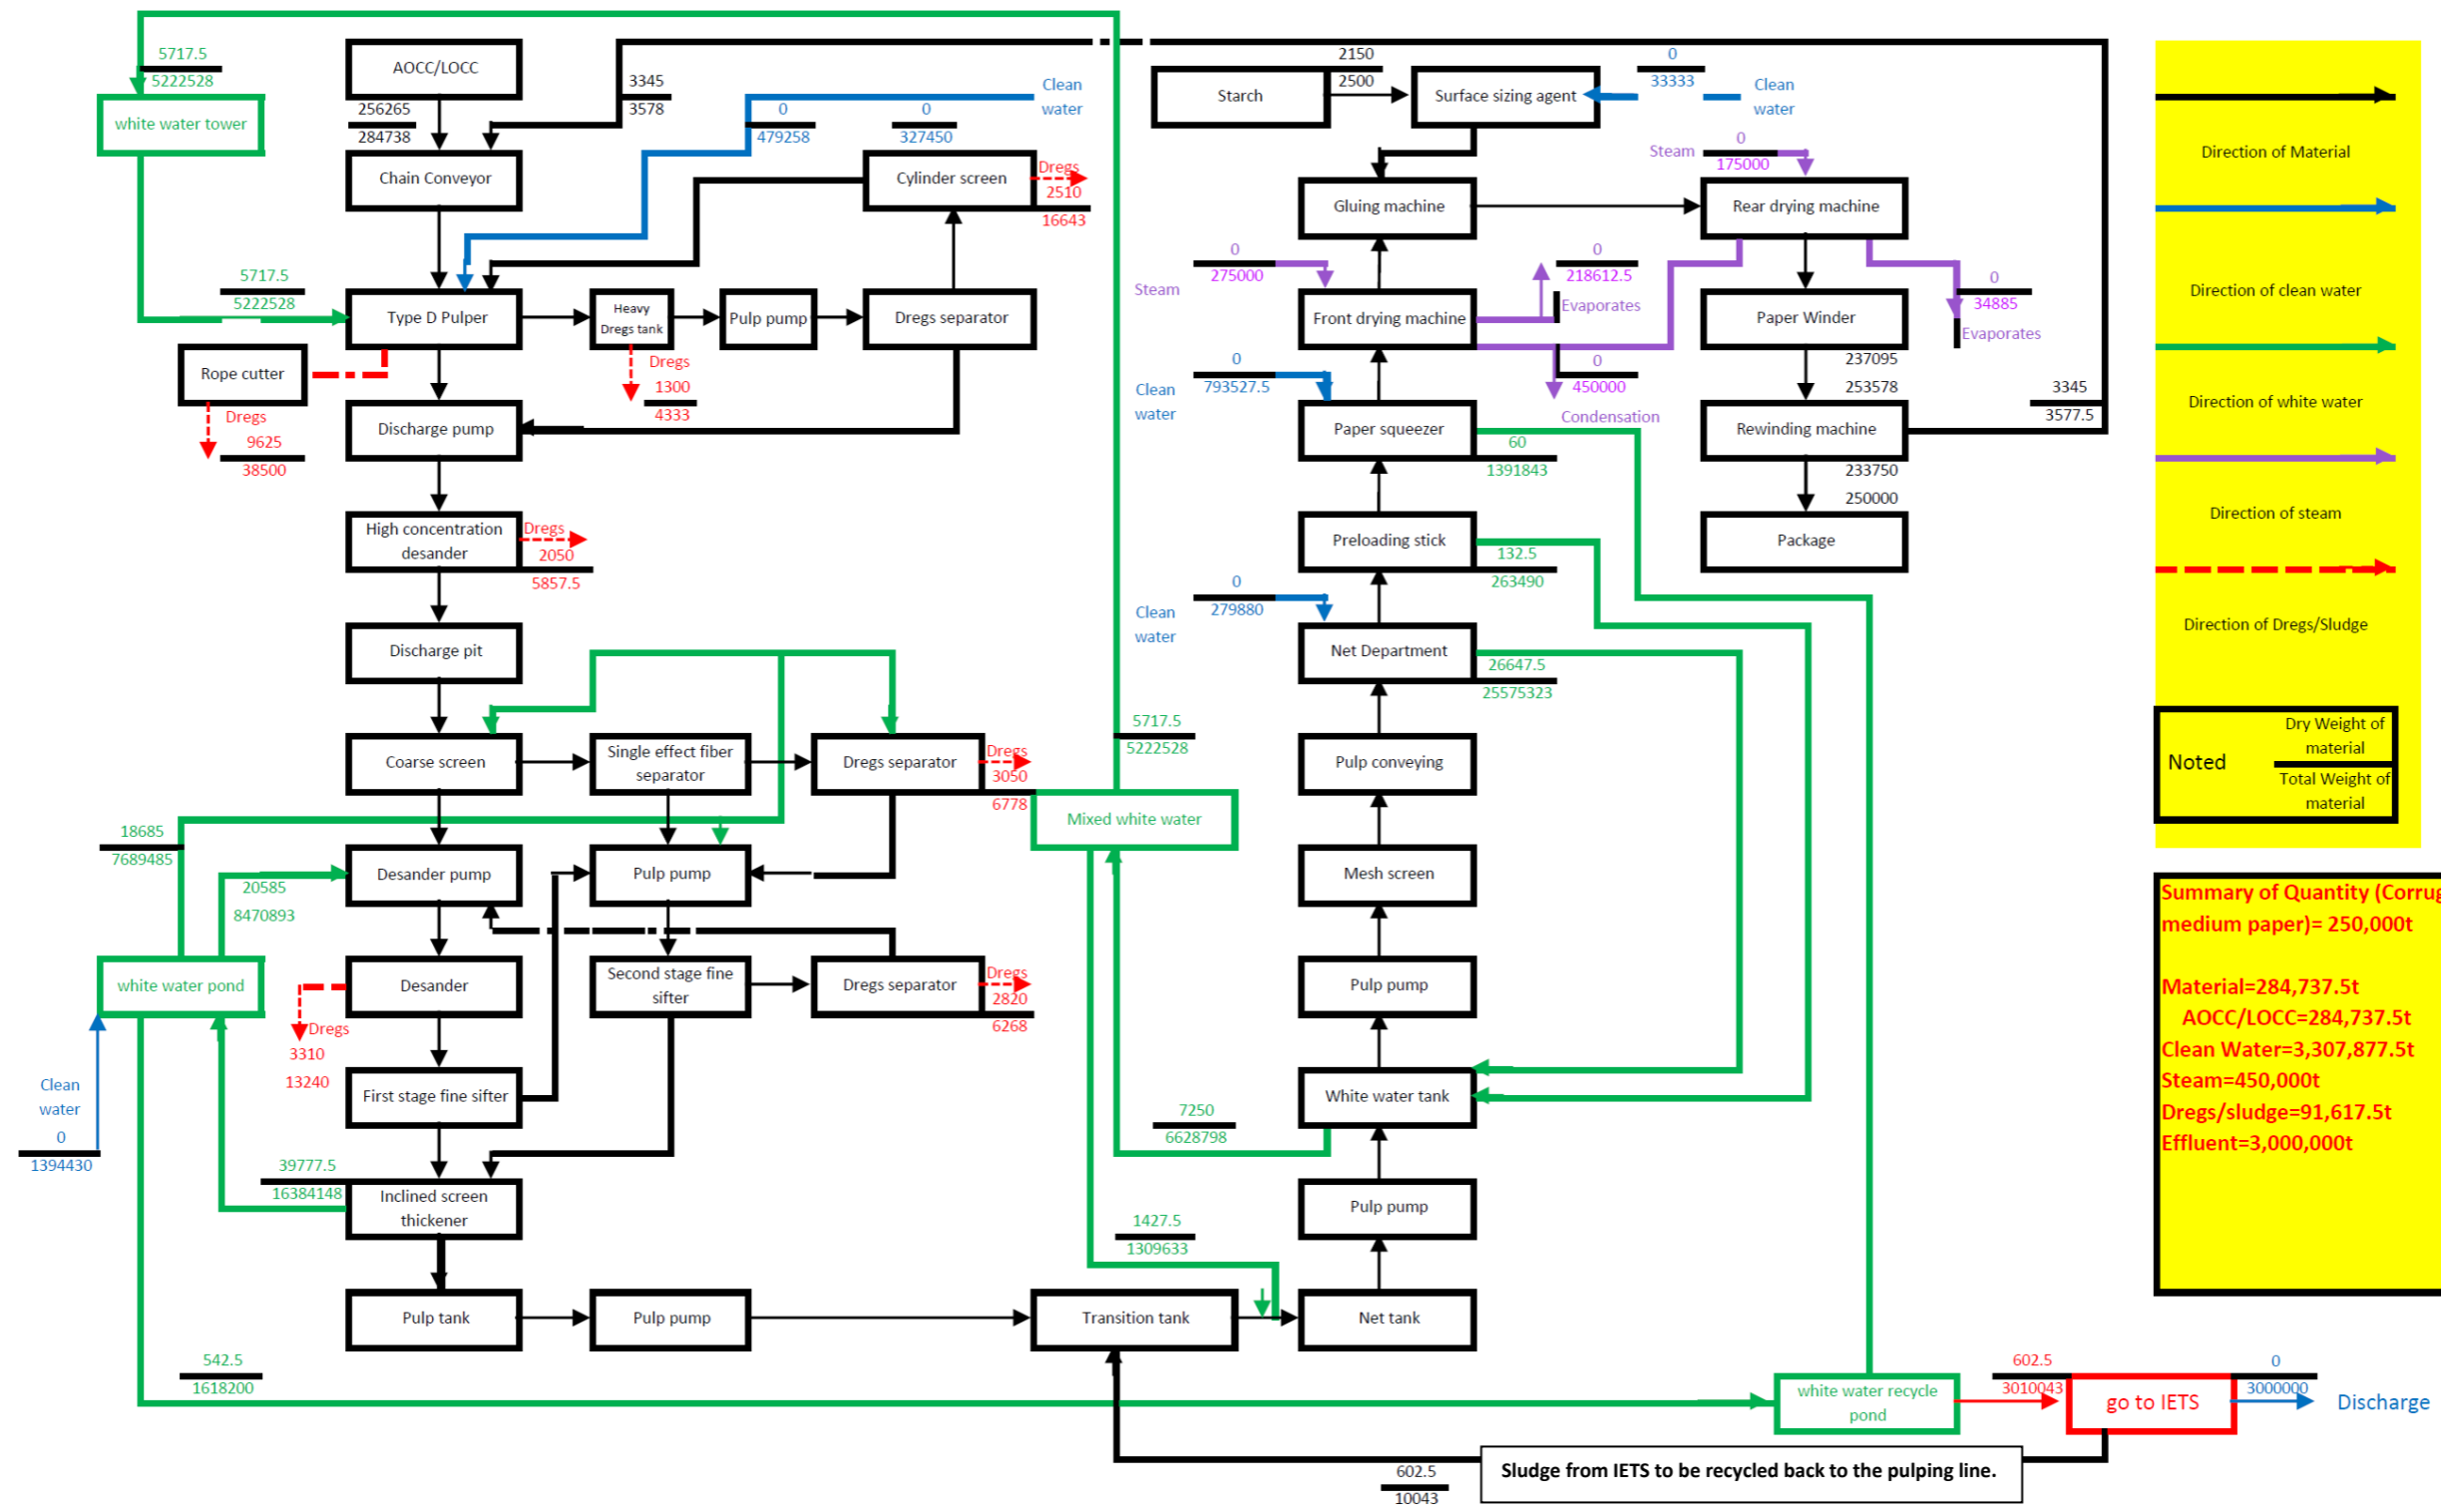 5717.5
5222528
white water tower
AOCC/LOCC
256265
284738
3345
3578
Chain Conveyor
0
479258
0
327450
Clean
water
Cylinder screen
Dregs
2510
16643
5717.5
5222528
Type D Pulper
Heavy
Dregs tank
Pulp pump
Dregs separator
Rope cutter
Dregs
9625
38500
Dregs
1300
4333
Discharge pump
High concentration
desander
Dregs
2050
5857.5
Discharge pit
Coarse screen
Single effect fiber
separator
Dregs separator
Dregs
3050
6778
18685
7689485
20585
8470893
Desander pump
Pulp pump
white water pond
Desander
Second stage fine
sifter
Dregs separator
Dregs
2820
6268
Dregs
3310
13240
Clean
water
0
1394430
First stage fine sifter
39777.5
16384148
Inclined screen
thickener
Pulp tank
Pulp pump
Transition tank
Net tank
542.5
1618200
5717.5
5222528
Mixed white water
7250
6628798
1427.5
1309633
Starch
2150
2500
Surface sizing agent
0
33333
Clean
water
Steam
0
175000
Gluing machine
Rear drying machine
0
275000
Steam
0
218612.5
Evaporates
Front drying machine
0
450000
Condensation
0
34885
Evaporates
Paper Winder
237095
253578
0
793527.5
Clean
water
Paper squeezer
60
1391843
Rewinding machine
3345
3577.5
233750
250000
Preloading stick
132.5
263490
Package
0
279880
Clean
water
Net Department
26647.5
25575323
Pulp conveying
Mesh screen
Pulp pump
White water tank
Pulp pump
white water recycle
pond
602.5
3010043
go to IETS
0
3000000
Discharge
Sludge from IETS to be recycled back to the pulping line.
602.5
10043
Direction of Material
Direction of clean water
Direction of white water
Direction of steam
Direction of Dregs/Sludge
Noted
Dry Weight of
material
Total Weight of
material
Summary of Quantity (Corrug
medium paper)= 250,000t
Material=284,737.5t
AOCC/LOCC=284,737.5t
Clean Water=3,307,877.5t
Steam=450,000t
Dregs/sludge=91,617.5t
Effluent=3,000,000t